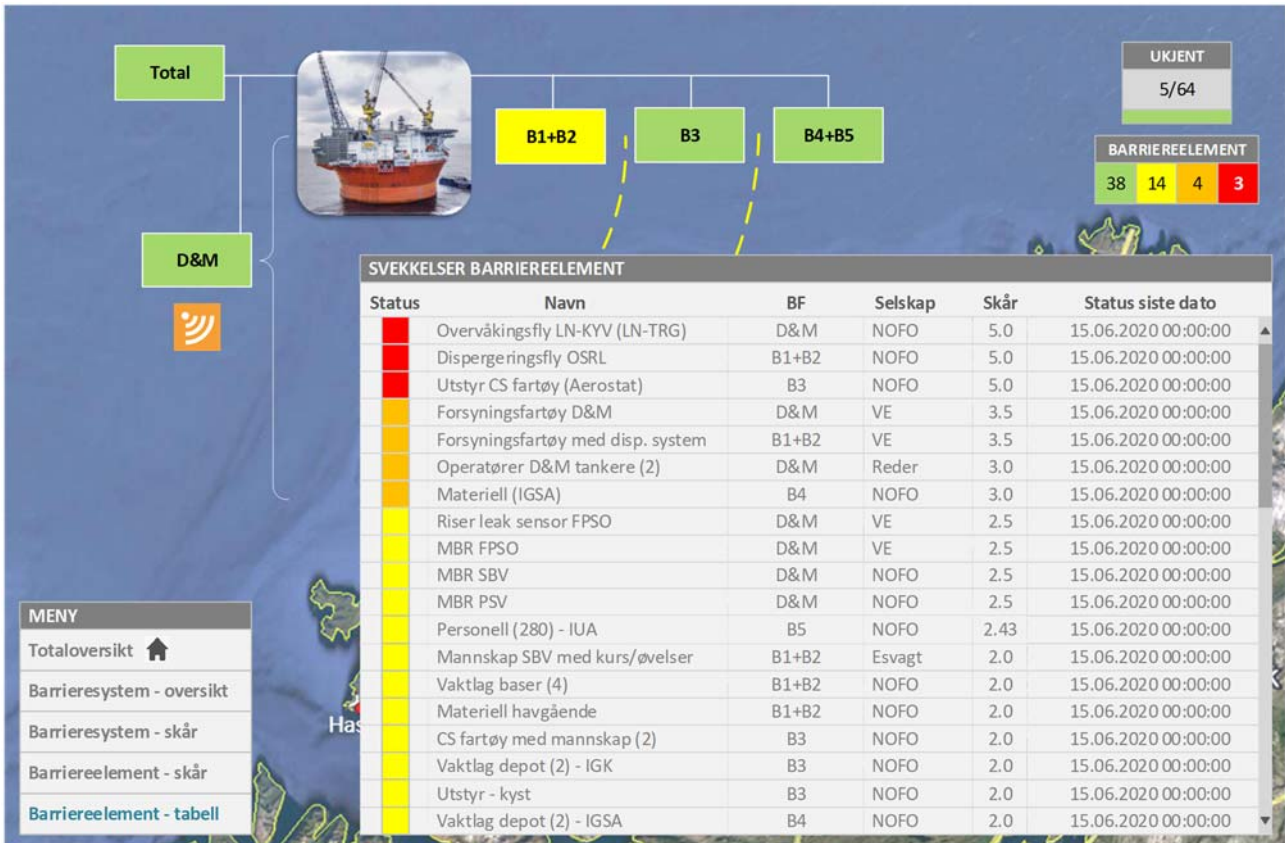 Total
B1+B2
B3
B4+B5
UKJENT
5/64
BARRIEREELEMENT
38 14 4 3
D&M
SVEKKELSER BARRIEREELEMENT
Status Navn BF Selskap Skår Status siste dato
Overvåkingsfly LN-KYV (LN-TRG) D&M NOFO 5.0 15.06.2020 00:00:00
Dispergeringsfly OSRL B1+B2 NOFO 5.0 15.06.2020 00:00:00
Utstyr CS fartøy (Aerostat) B3 NOFO 5.0 15.06.2020 00:00:00
Forsyningsfartøy D&M D&M VE 3.5 15.06.2020 00:00:00
Forsyningsfartøy med disp. system B1+B2 VE 3.5 15.06.2020 00:00:00
Operatører D&M tankere (2) D&M Reder 3.0 15.06.2020 00:00:00
Materiell (IGSA) B4 NOFO 3.0 15.06.2020 00:00:00
Riser leak sensor FPSO D&M VE 2.5 15.06.2020 00:00:00
MBR FPSO D&M VE 2.5 15.06.2020 00:00:00
MBR SBV D&M NOFO 2.5 15.06.2020 00:00:00
MBR PSV D&M NOFO 2.5 15.06.2020 00:00:00
Personell (280) - IUA B5 NOFO 2.43 15.06.2020 00:00:00
Mannskap SBV med kurs/øvelser B1+B2 Esvagt 2.0 15.06.2020 00:00:00
Vaktlag baser (4) B1+B2 NOFO 2.0 15.06.2020 00:00:00
Materiell havgående B1+B2 NOFO 2.0 15.06.2020 00:00:00
CS fartøy med mannskap (2) B3 NOFO 2.0 15.06.2020 00:00:00
Vaktlag depot (2) - IGK B3 NOFO 2.0 15.06.2020 00:00:00
Utstyr - kyst B3 NOFO 2.0 15.06.2020 00:00:00
Vaktlag depot (2) - IGSA B4 NOFO 2.0 15.06.2020 00:00:00
MENY
Totaloversikt
Barrieresystem - oversikt
Barrieresystem - skår
Barriereelement - skår
Barriereelement - tabell
Has